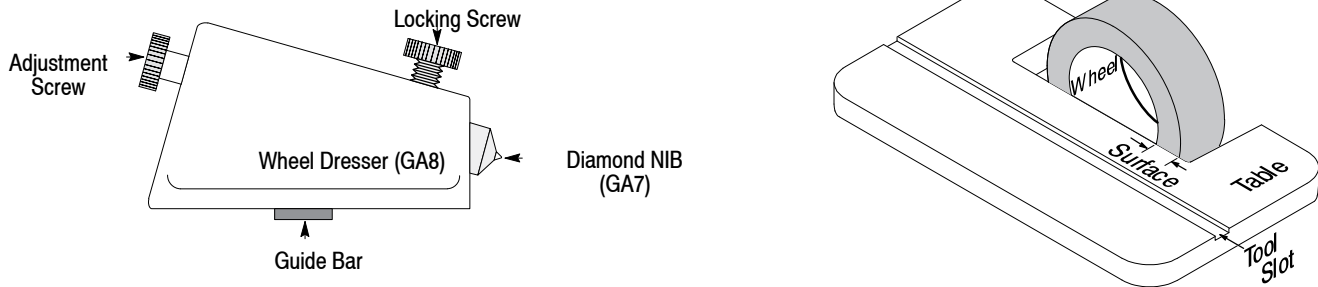 Locking Screw
Adjustment
Screw
Wheel Dresser (GA8)
Diamond NIB
(GA7)
Guide Bar
Wheel
Surface
Table
Tool
Slot